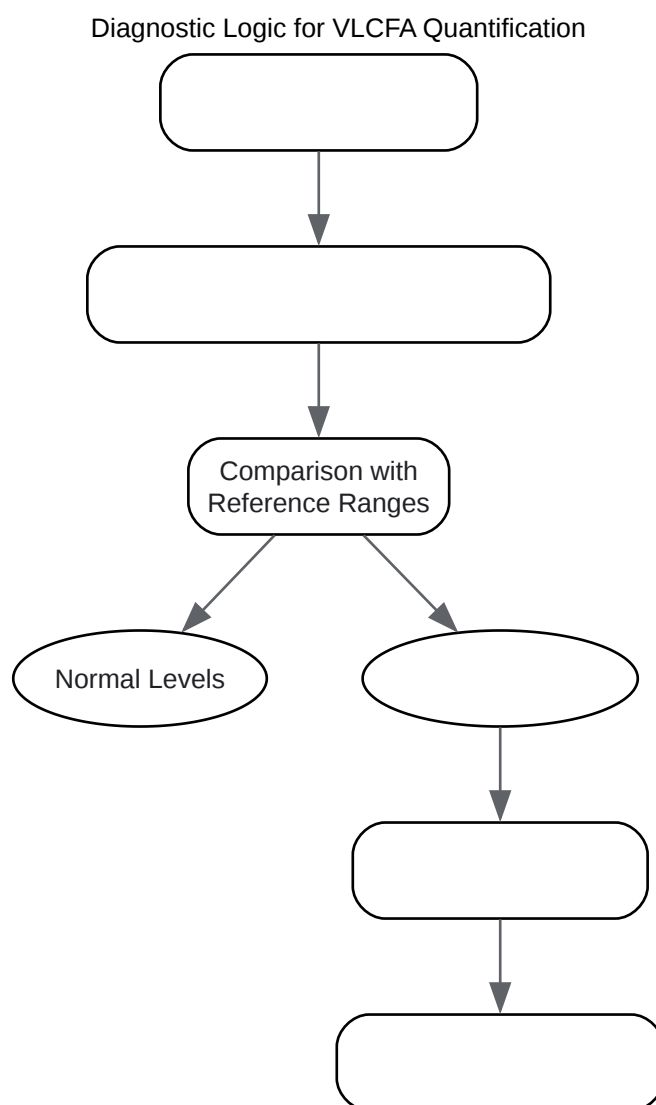 Diagnostic Logic for VLCFA Quantification
Comparison with
Reference Ranges
Normal Levels